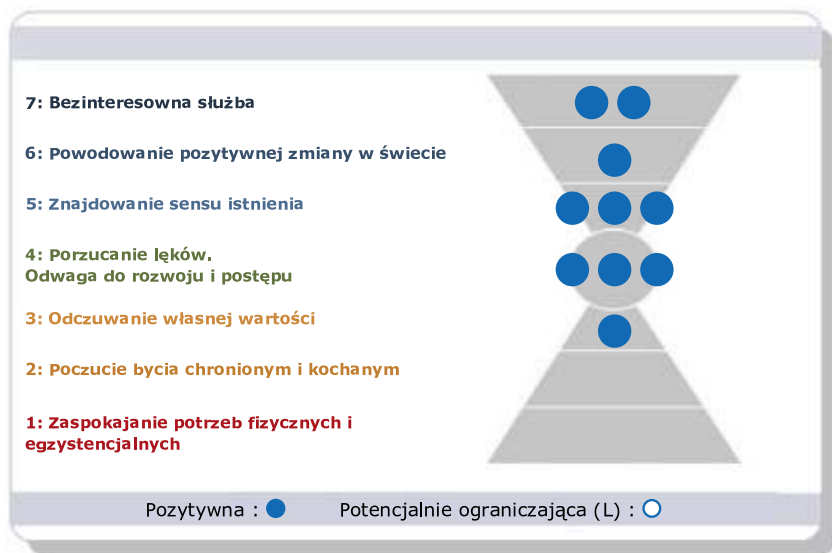 7: Bezinteresowna służba
6: Powodowanie pozytywnej zmiany w świecie
5: Znajdowanie sensu istnienia
4: Porzucanie lęków.
Odwaga do rozwoju i postępu
3: Odczuwanie własnej wartości
2: Poczucie bycia chronionym i kochanym
1: Zaspokajanie potrzeb fizycznych i
egzystencjalnych
Pozytywna : Potencjalnie ograniczająca (L) :